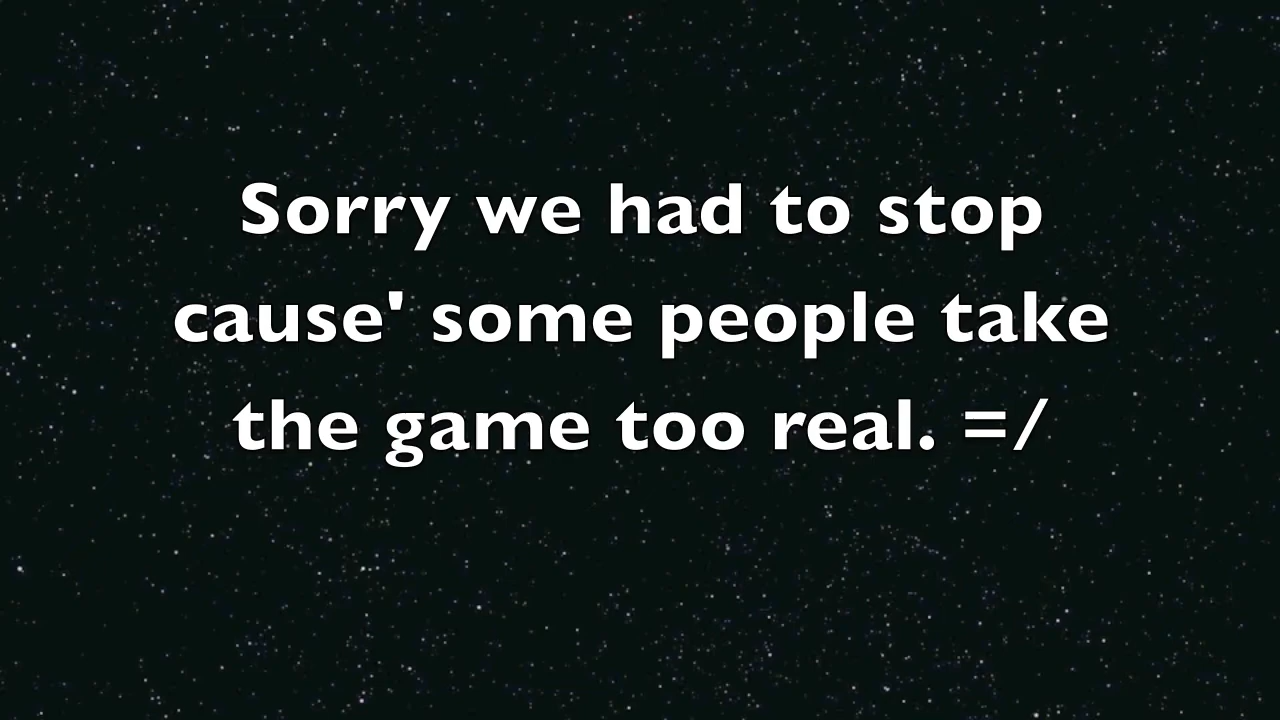 Sorry we had to stop
cause' some people take
the game too real. =/